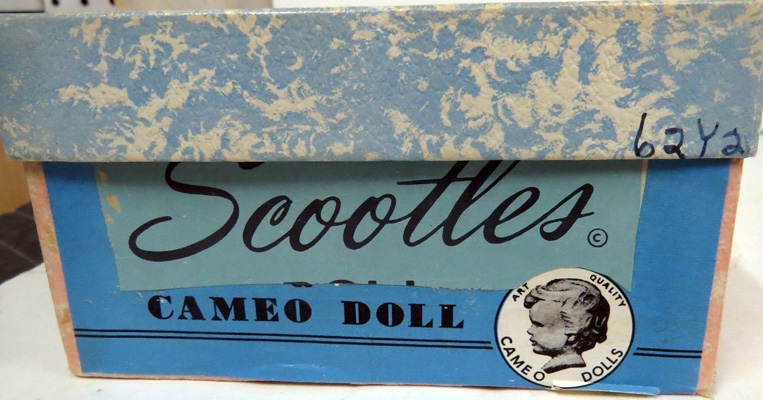 62Y2
Scootles ©
CAMEO DOLL
ART QUALITY
CAMEO DOLLS